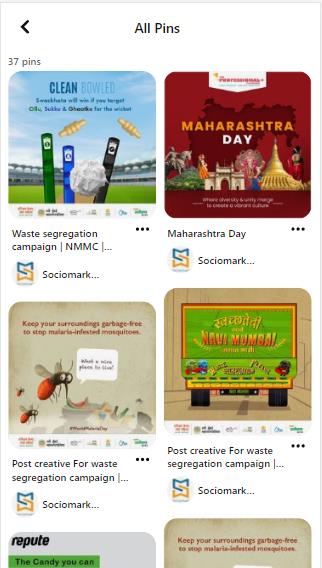 All Pins
37 pins
CLEAN BOWLED
Swachhata will win if you target
Ollu, Sukka & Ghaatke for the wicket
Waste segregation
campaign | NMMC |...
Sociomark...
PROFESSIONAL
MAHARASHTRA
DAY
Where diversity & unity merge
to create a vibrant culture
Maharashtra Day
Sociomark...
Keep your surroundings garbage-free
to stop malaria-infested mosquitoes.
What a nice
place to live!
#WorldMalariaDay
Post creative For waste
segregation campaign |...
Sociomark...
स्वच्छतेची
NAVI MUMBAI
Post creative For waste
segregation campaign |...
Sociomark...
repute
The Candy you can
Keep your surroundings garbage-free
to stop malaria-infested mosquitoes.